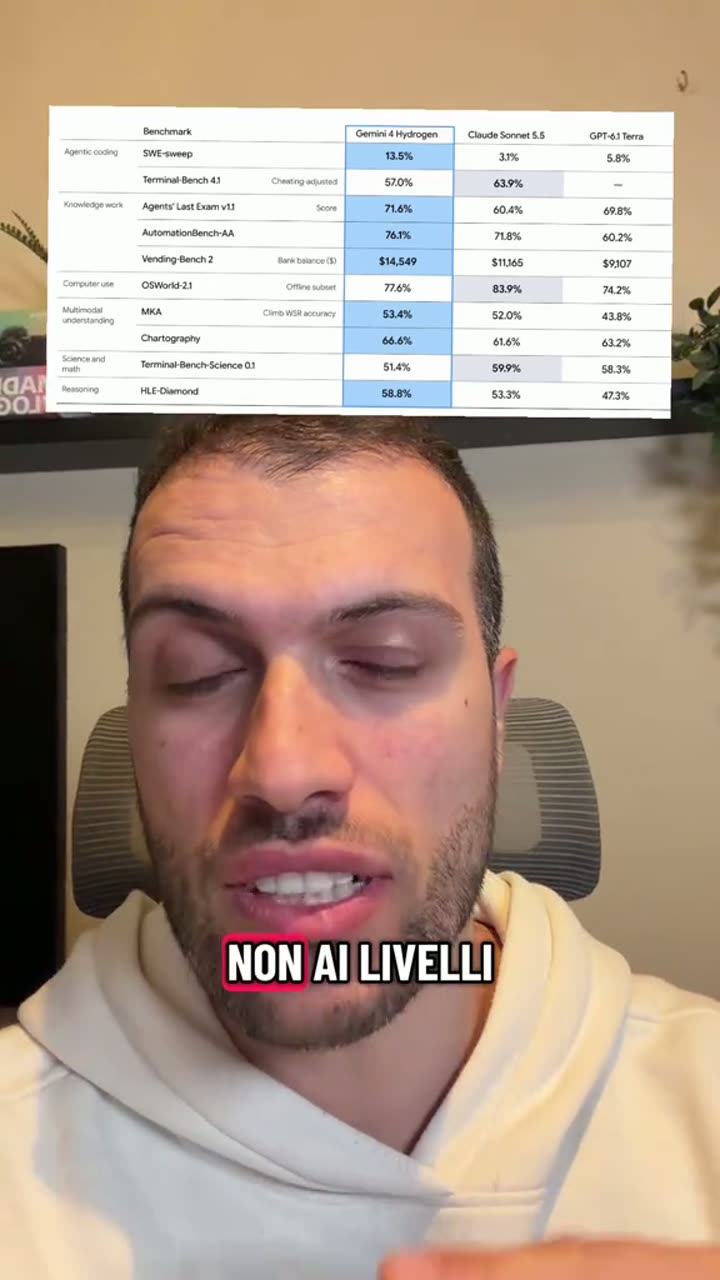 Benchmark Gemini 4 Hydrogen Claude Sonnet 5.5 GPT-6.1 Terra
Agentic coding SWE-sweep 13.5% 3.1% 5.8%
Terminal-Bench 4.1 Cheating-adjusted 57.0% 63.9% —
Knowledge work Agents' Last Exam v1.1 Score 71.6% 60.4% 69.8%
AutomationBench-AA 76.1% 71.8% 60.2%
Vending-Bench 2 Bank balance ($) $14,549 $11,165 $9,107
Computer use OSWorld-2.1 Offline subset 77.6% 83.9% 74.2%
Multimodal understanding MKA Climb WSR accuracy 53.4% 52.0% 43.8%
Chartography 66.6% 61.6% 63.2%
Science and math Terminal-Bench-Science 0.1 51.4% 59.9% 58.3%
Reasoning HLE-Diamond 58.8% 53.3% 47.3%
NON AI LIVELLI